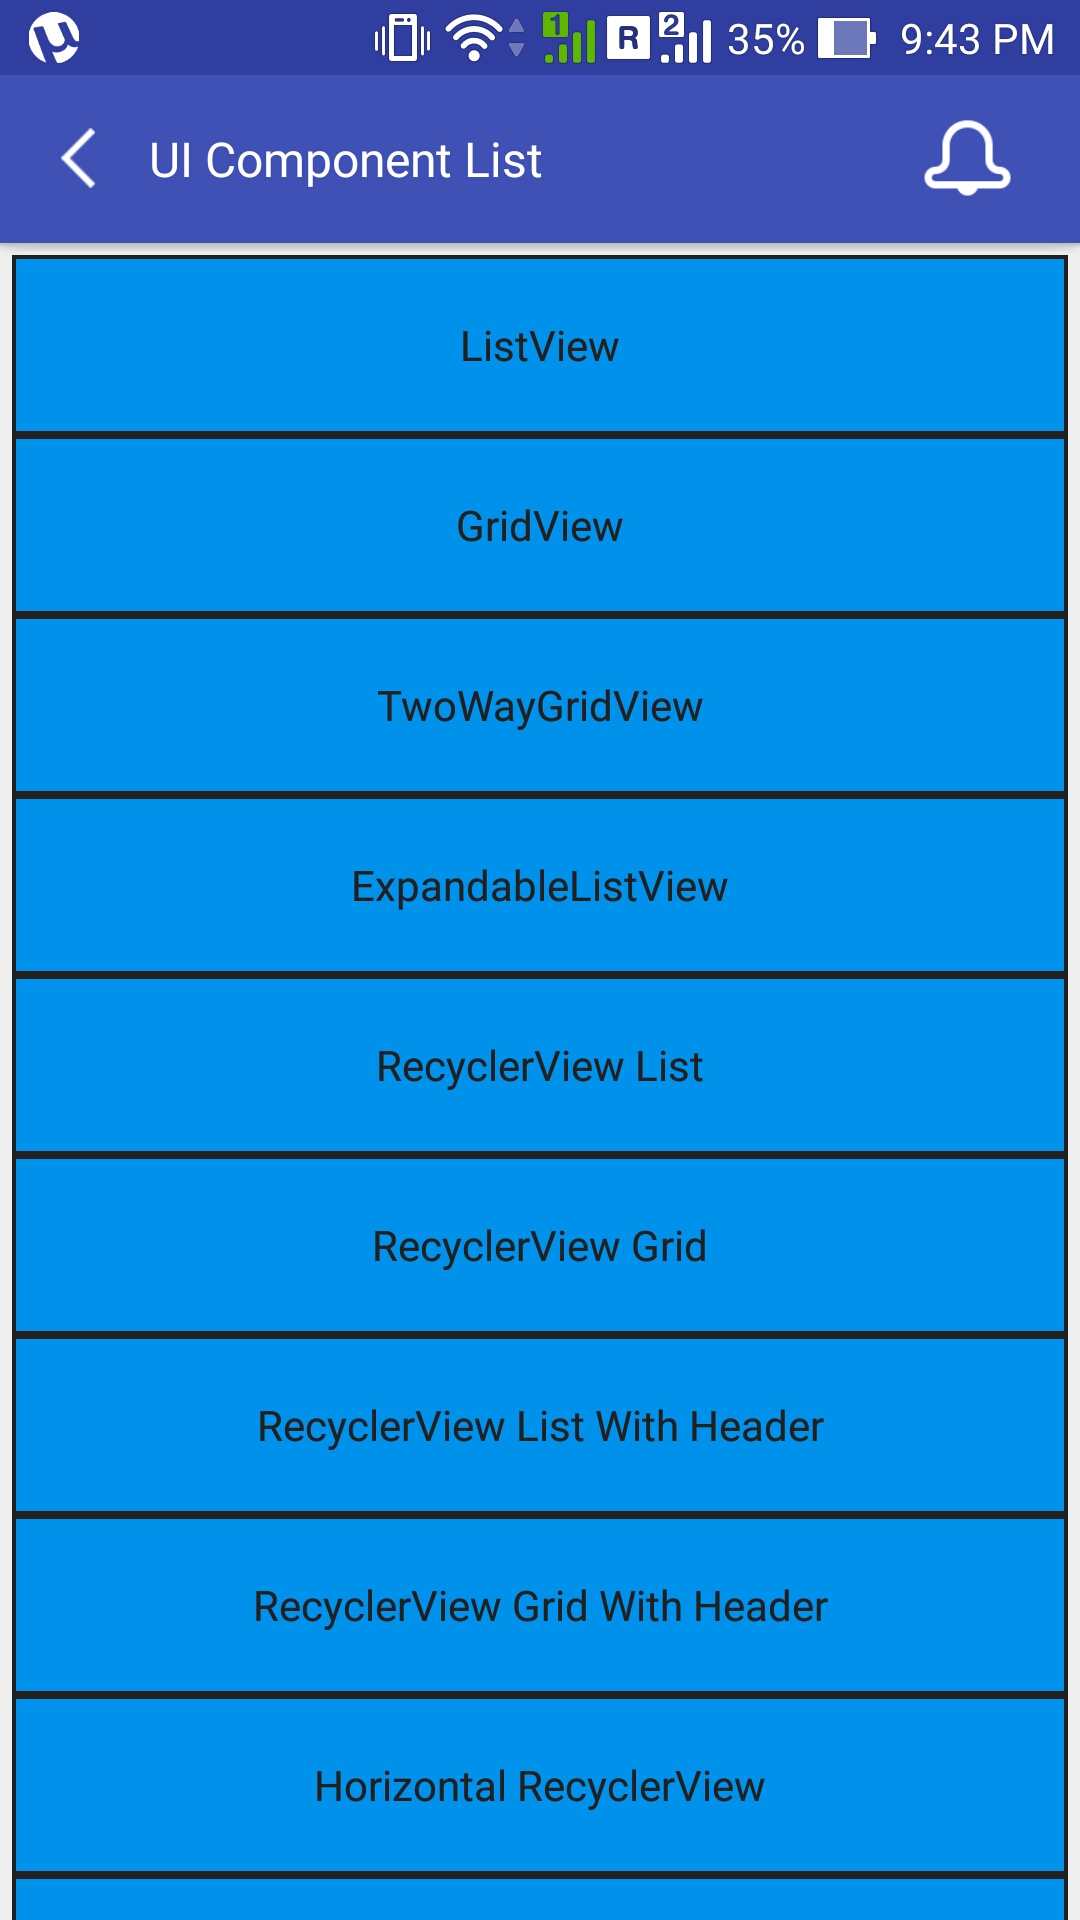 1 R 2 35% 9:43 PM
UI Component List
ListView
GridView
TwoWayGridView
ExpandableListView
RecyclerView List
RecyclerView Grid
RecyclerView List With Header
RecyclerView Grid With Header
Horizontal RecyclerView